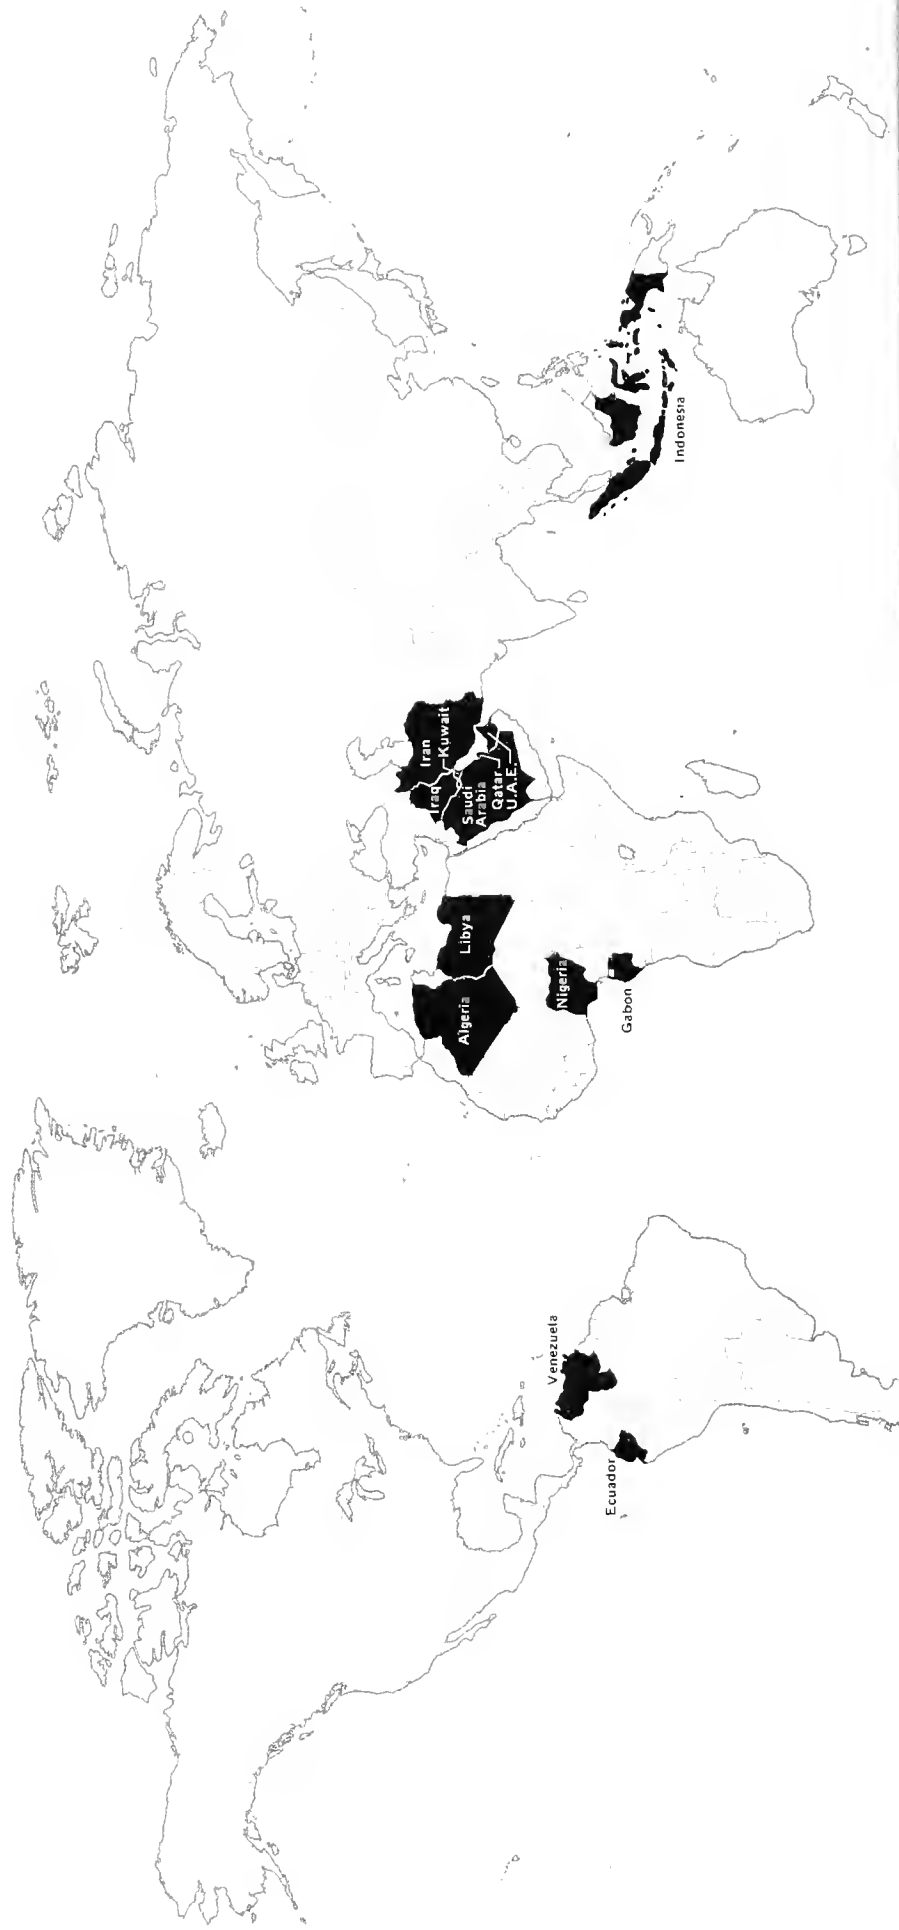 Venezuela
Ecuador
Algeria
Libya
Nigeria
Gabon
Iran
Iraq
Kuwait
Saudi
Arabia
Qatar
U.A.E.
Indonesia